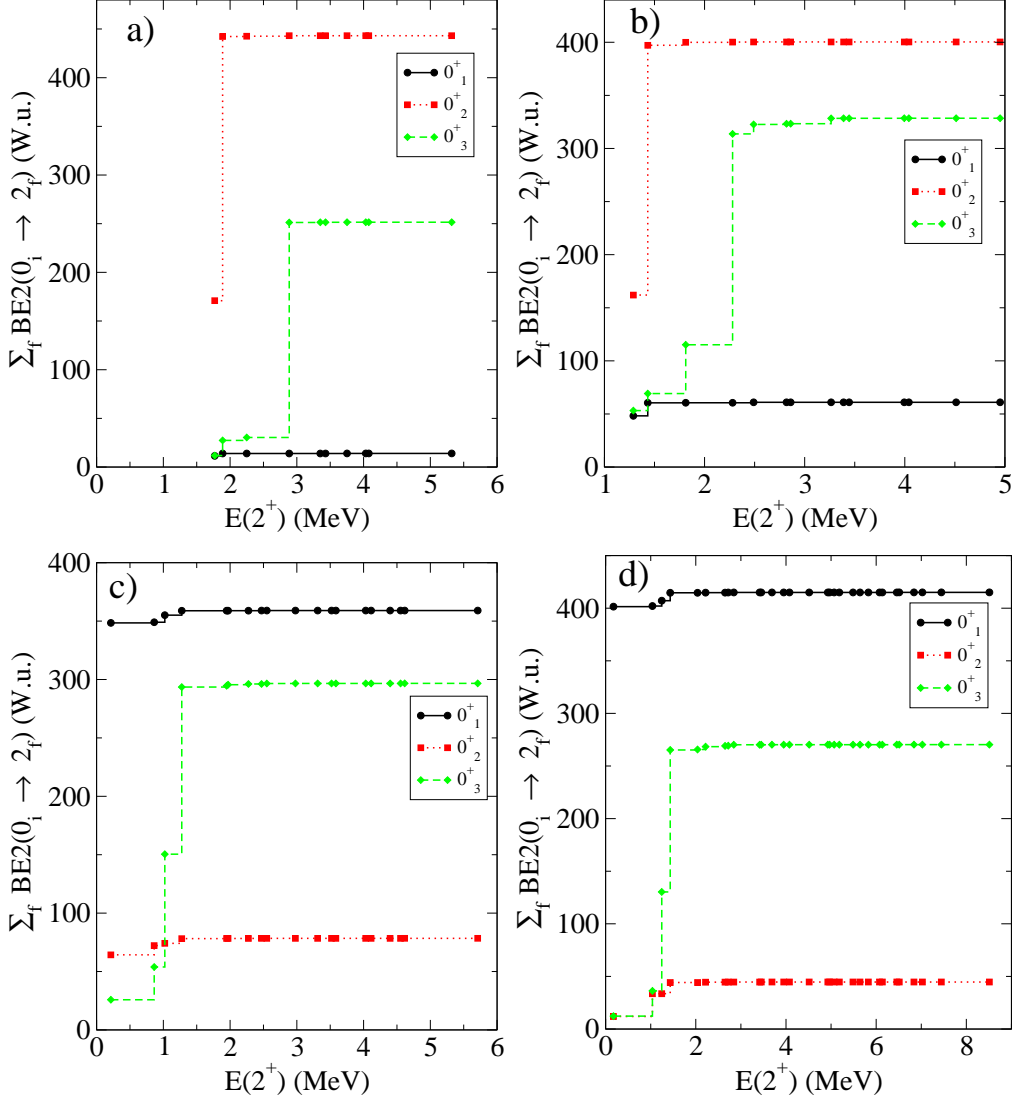 a)
Σf BE2(0i → 2f) (W.u.)
400
300
200
100
0
0⁺₁
0⁺₂
0⁺₃
0 1 2 3 4 5 6
E(2⁺) (MeV)
b)
Σf BE2(0i → 2f) (W.u.)
400
300
200
100
0
0⁺₁
0⁺₂
0⁺₃
1 2 3 4 5
E(2⁺) (MeV)
c)
Σf BE2(0i → 2f) (W.u.)
400
300
200
100
0
0⁺₁
0⁺₂
0⁺₃
0 1 2 3 4 5 6
E(2⁺) (MeV)
d)
Σf BE2(0i → 2f) (W.u.)
400
300
200
100
0
0⁺₁
0⁺₂
0⁺₃
0 2 4 6 8
E(2⁺) (MeV)